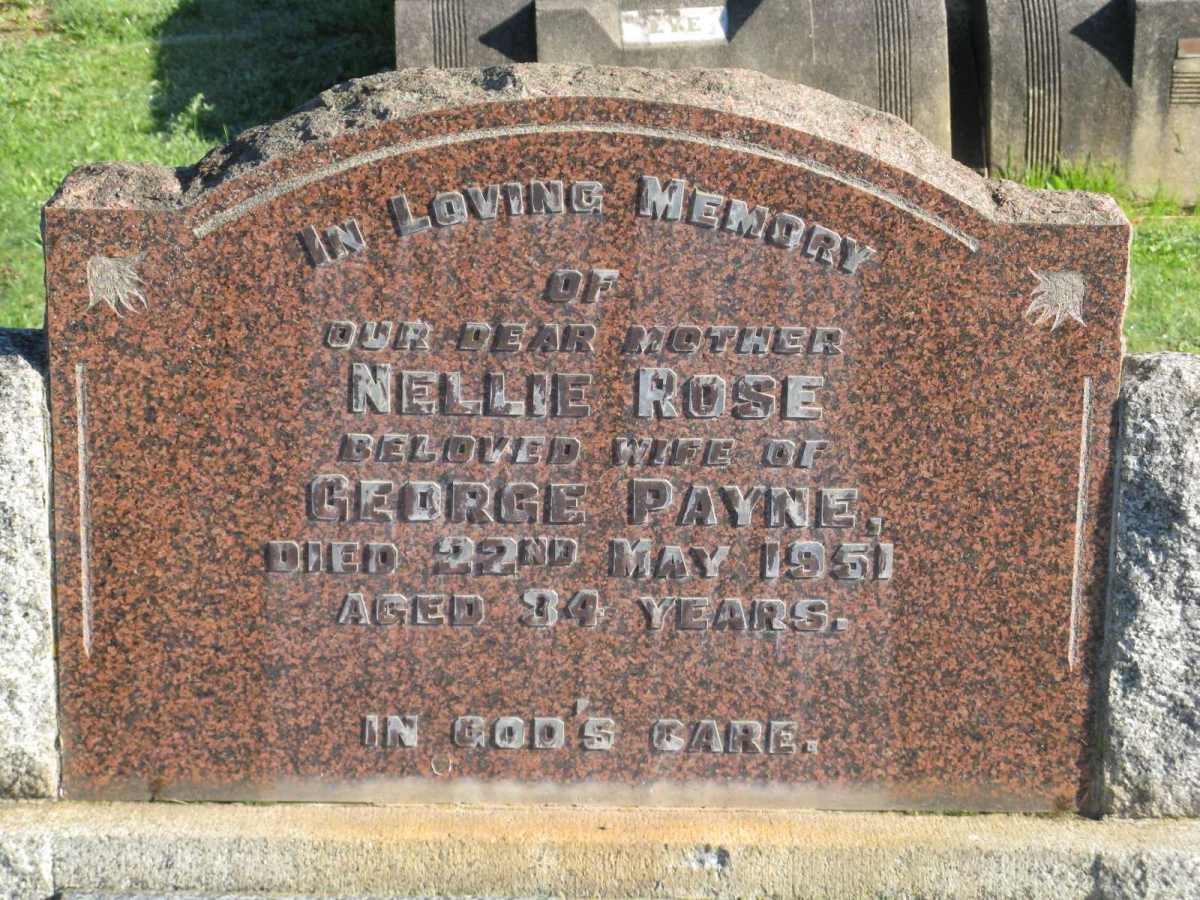 In Loving Memory
OF
OUR DEAR MOTHER
NELLIE ROSE
BELOVED WIFE OF
GEORGE PAYNE,
DIED 22ND MAY 1951
AGED 34 YEARS.
IN GOD'S CARE.